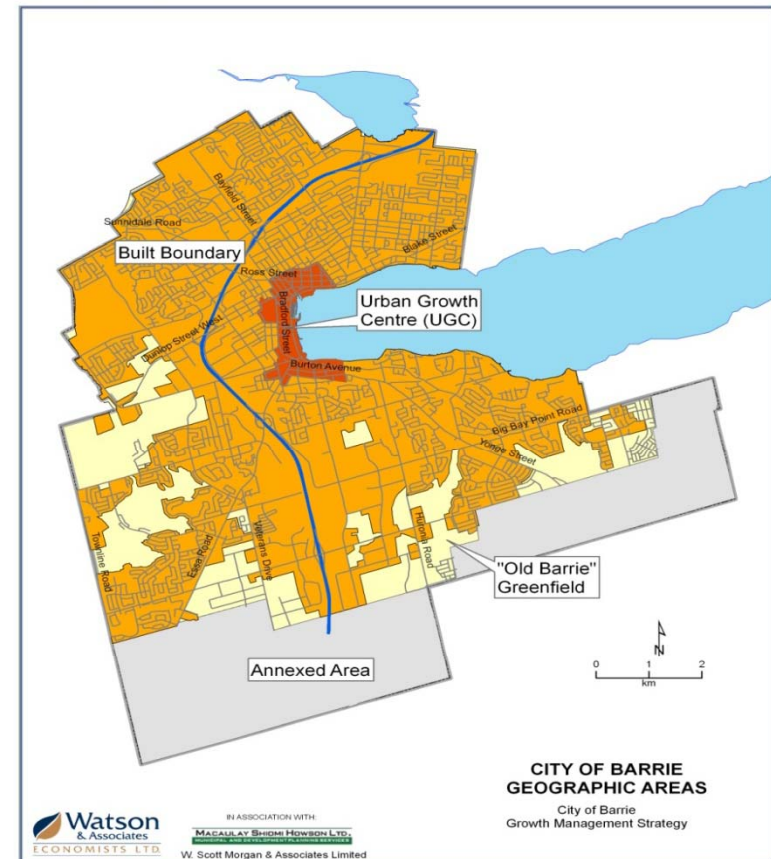 Bayfield Street
Sunnidale Road
Blake Street
Built Boundary
Ross Street
Urban Growth
Centre (UGC)
Bradford Street
Dunlop Street West
Burton Avenue
Big Bay Point Road
Yonge Street
Huronia Road
Veterans Drive
Essa Road
Townline Road
"Old Barrie"
Greenfield
Annexed Area
N
0 1 2
km
CITY OF BARRIE
GEOGRAPHIC AREAS
City of Barrie
Growth Management Strategy
Watson
& Associates
ECONOMISTS LTD.
IN ASSOCIATION WITH:
MACAULAY SHIOMI HOWSON LTD.
MUNICIPAL AND DEVELOPMENT PLANNING SERVICES
W. Scott Morgan & Associates Limited